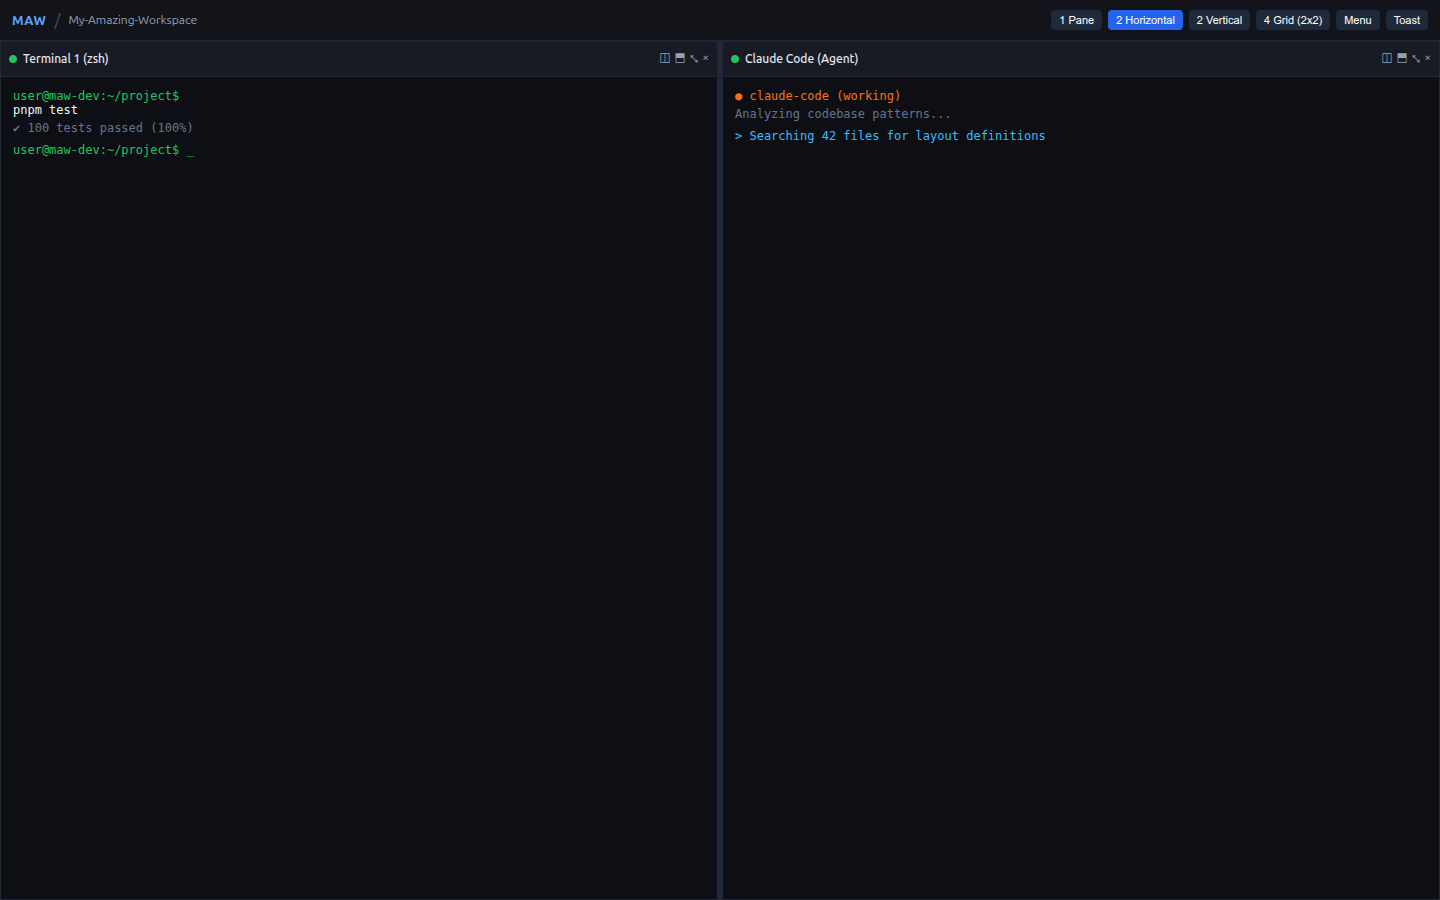 MAW / My-Amazing-Workspace
1 Pane
2 Horizontal
2 Vertical
4 Grid (2x2)
Menu
Toast
Terminal 1 (zsh)
user@maw-dev:~/project$
pnpm test
✔ 100 tests passed (100%)
user@maw-dev:~/project$ _
Claude Code (Agent)
● claude-code (working)
Analyzing codebase patterns...
> Searching 42 files for layout definitions